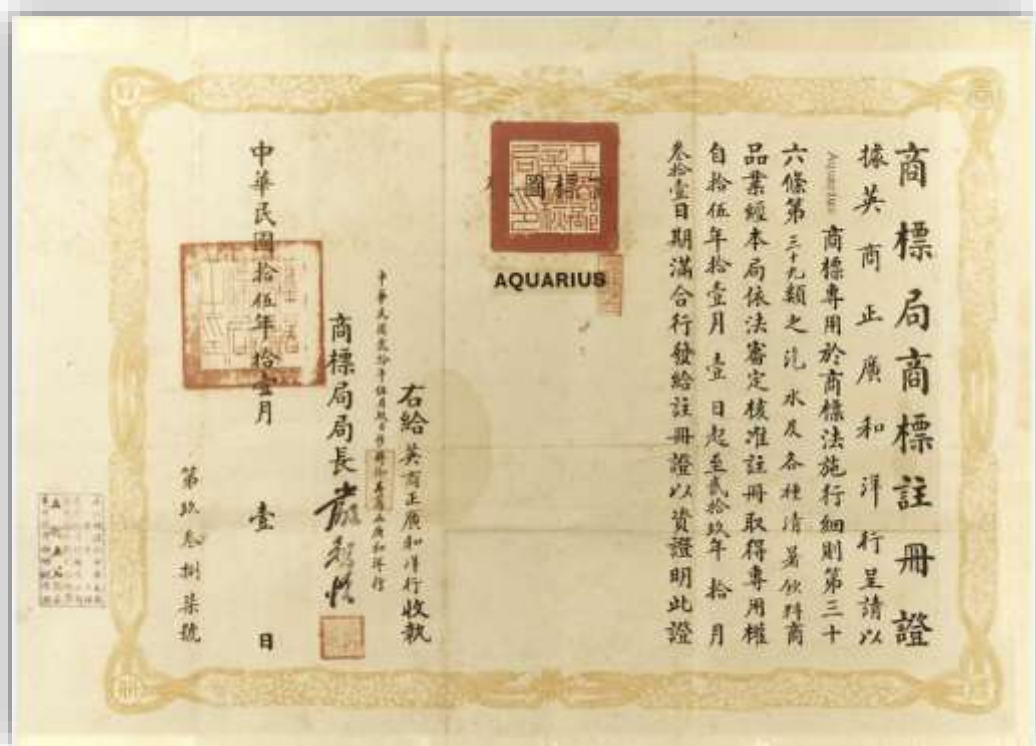 商標局商標註冊證
據英商正廣和洋行呈請以
Aquarius 商標專用於商標法施行細則第三十
六條第三十九類之汽水及各種清暑飲料商
品業經本局依法審定核准註冊取得專用權
自拾伍年拾壹月壹日起至貳拾玖年拾月
叁拾壹日期滿合行發給註冊證以資證明此證
商標圖樣
AQUARIUS
右給英商正廣和洋行收執
商標局局長
中華民國拾伍年拾壹月壹日
第玖叁捌柒號